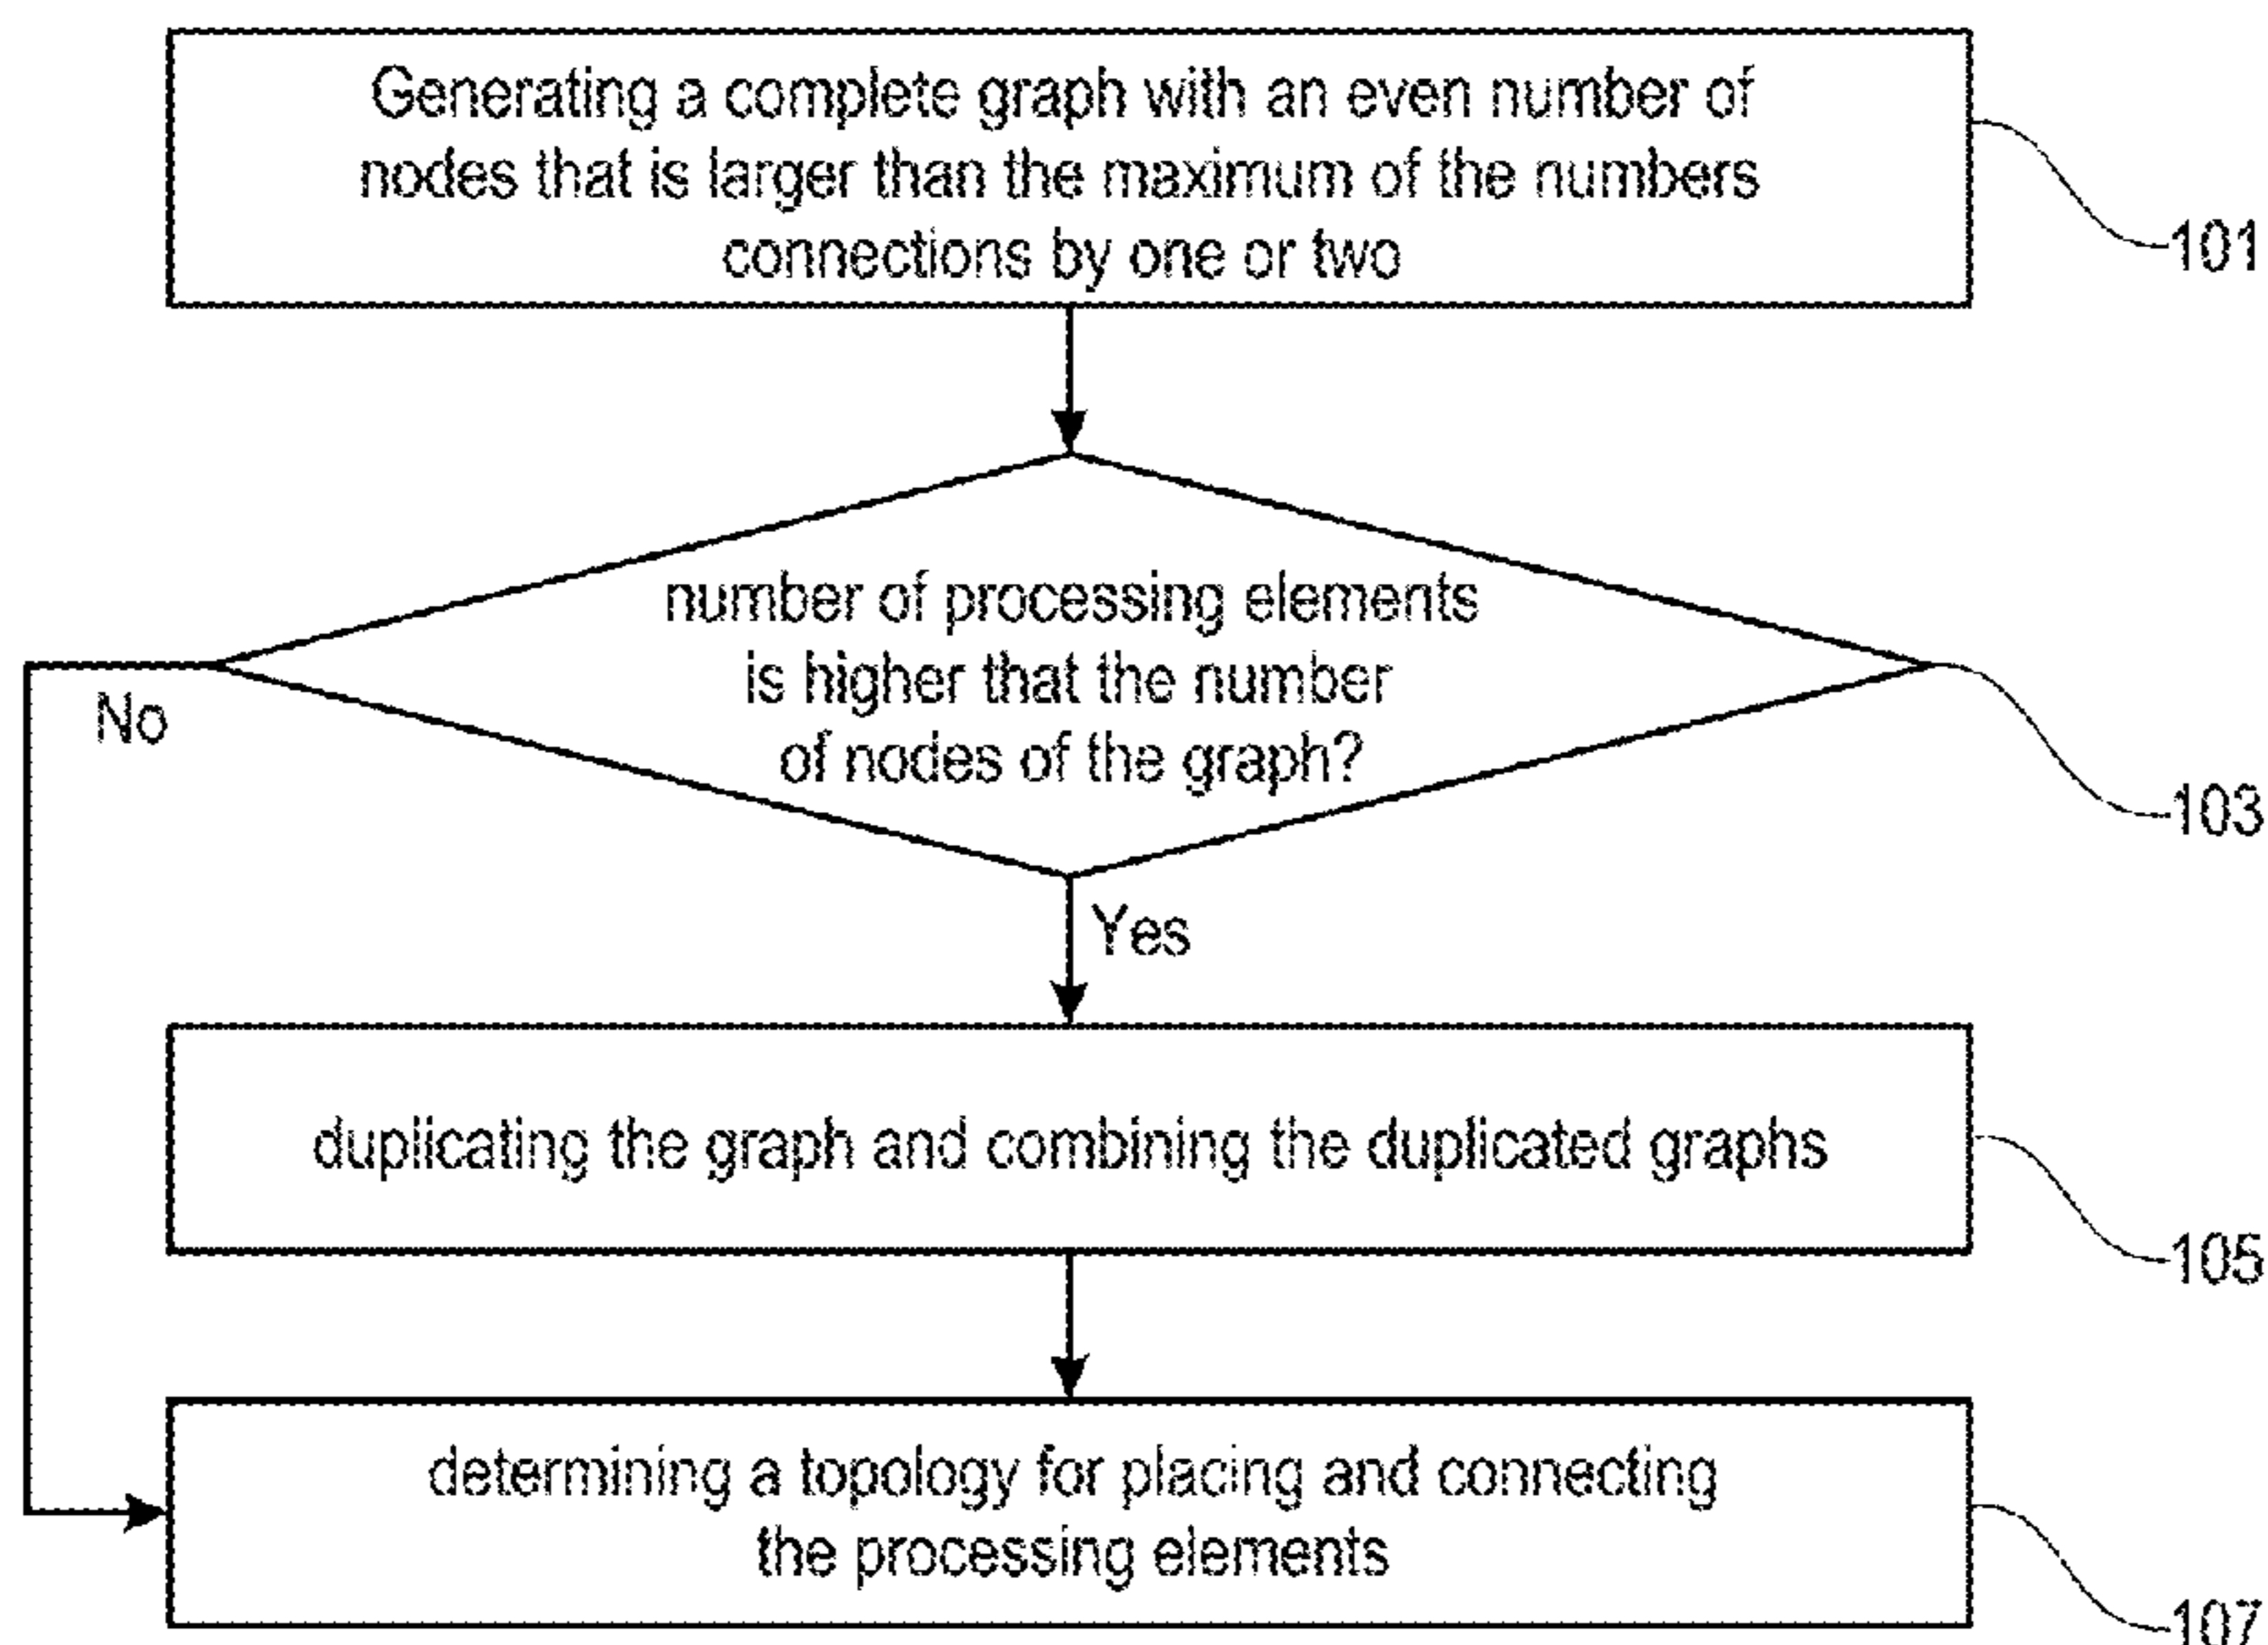 Generating a complete graph with an even number of
nodes that is larger than the maximum of the numbers
connections by one or two
101
number of processing elements
is higher that the number
of nodes of the graph?
No
103
Yes
duplicating the graph and combining the duplicated graphs
105
determining a topology for placing and connecting
the processing elements
107